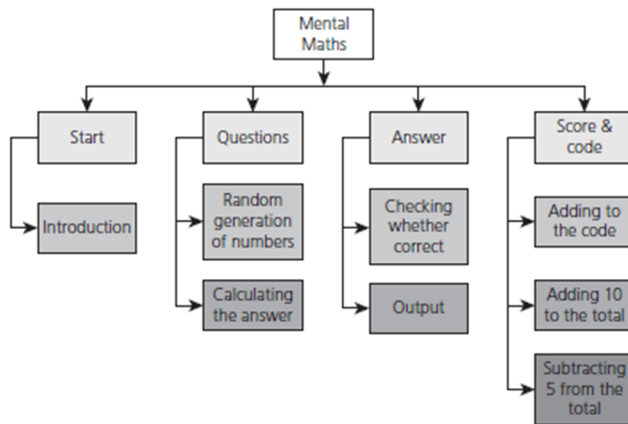 Mental
Maths
Start
Questions
Answer
Score &
code
Introduction
Random
generation
of numbers
Checking
whether
correct
Adding to
the code
Calculating
the answer
Output
Adding 10
to the total
Subtracting
5 from the
total